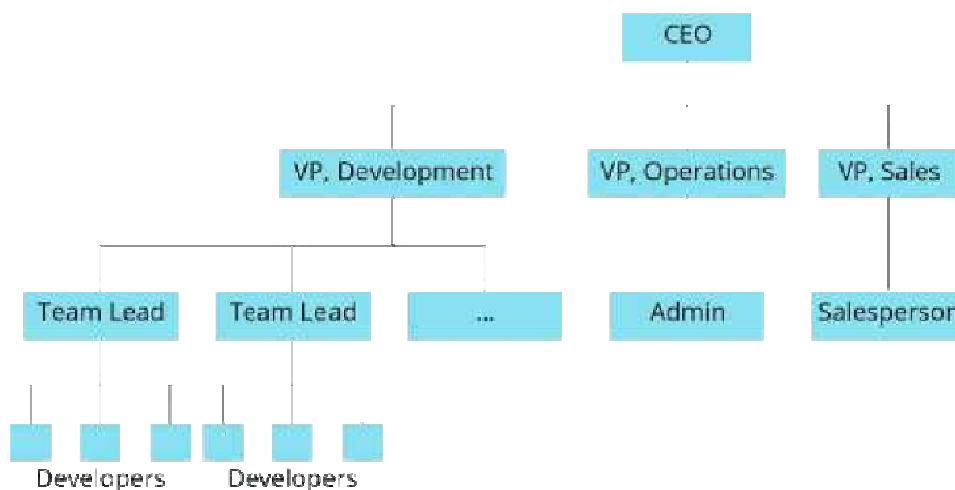 CEO
VP, Development
VP, Operations
VP, Sales
Team Lead
Team Lead
...
Admin
Salesperson
Developers
Developers